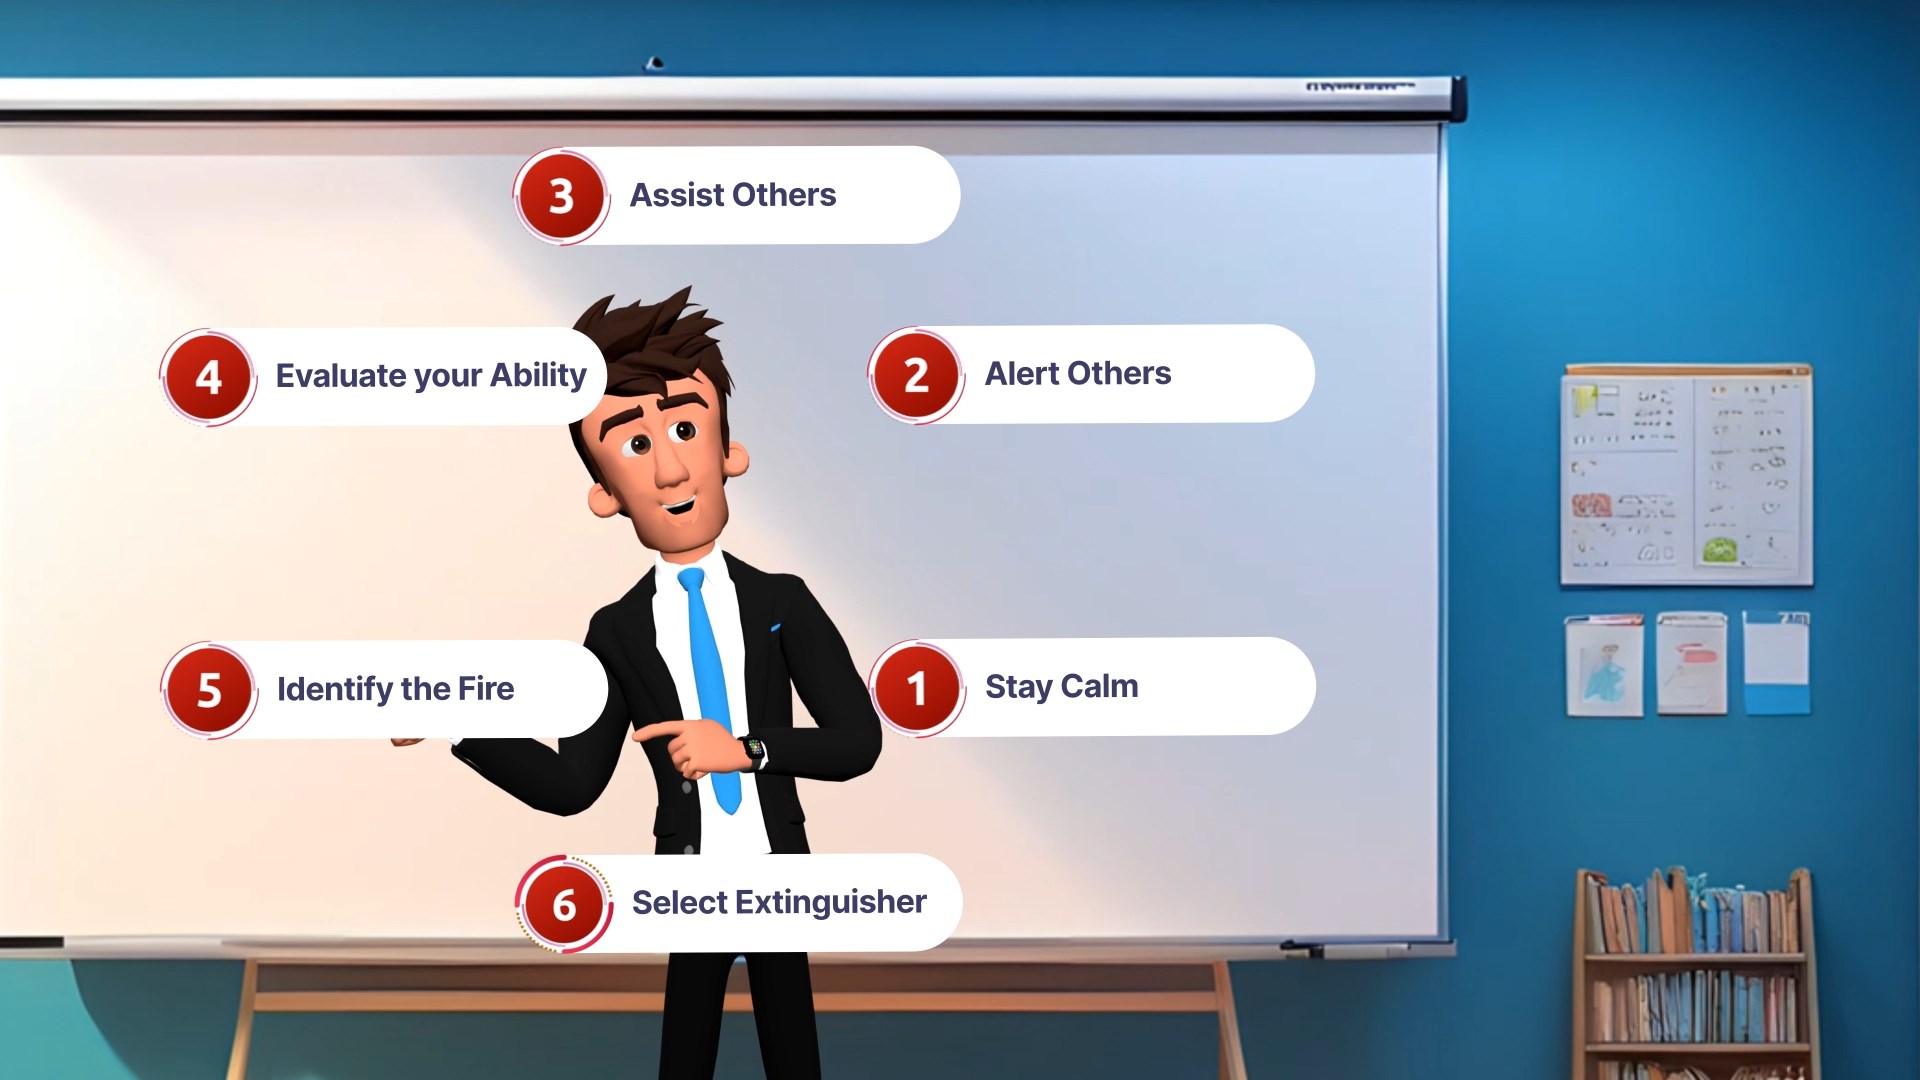 3 Assist Others
4 Evaluate your Ability
2 Alert Others
5 Identify the Fire
1 Stay Calm
6 Select Extinguisher